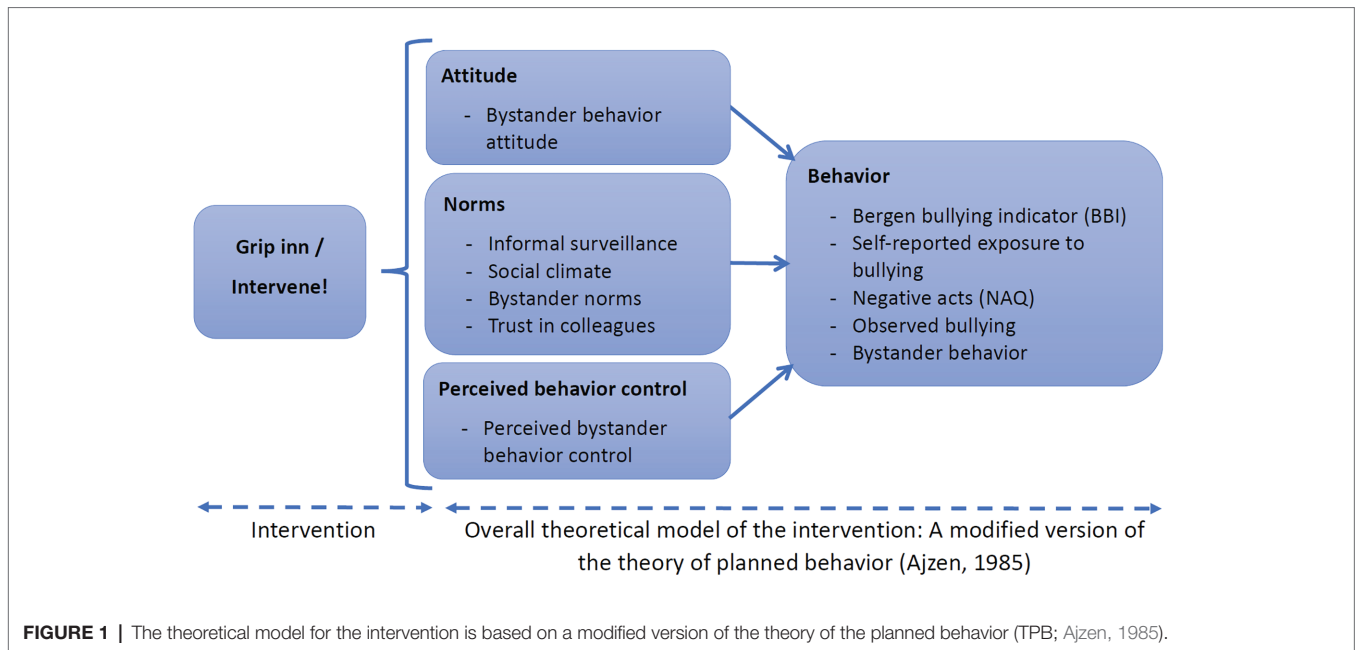 Grip inn /
Intervene!
Attitude
- Bystander behavior
attitude
Norms
- Informal surveillance
- Social climate
- Bystander norms
- Trust in colleagues
Perceived behavior control
- Perceived bystander
behavior control
Behavior
- Bergen bullying indicator (BBI)
- Self-reported exposure to
bullying
- Negative acts (NAQ)
- Observed bullying
- Bystander behavior
Intervention
Overall theoretical model of the intervention: A modified version of
the theory of planned behavior (Ajzen, 1985)
FIGURE 1 | The theoretical model for the intervention is based on a modified version of the theory of the planned behavior (TPB; Ajzen, 1985).